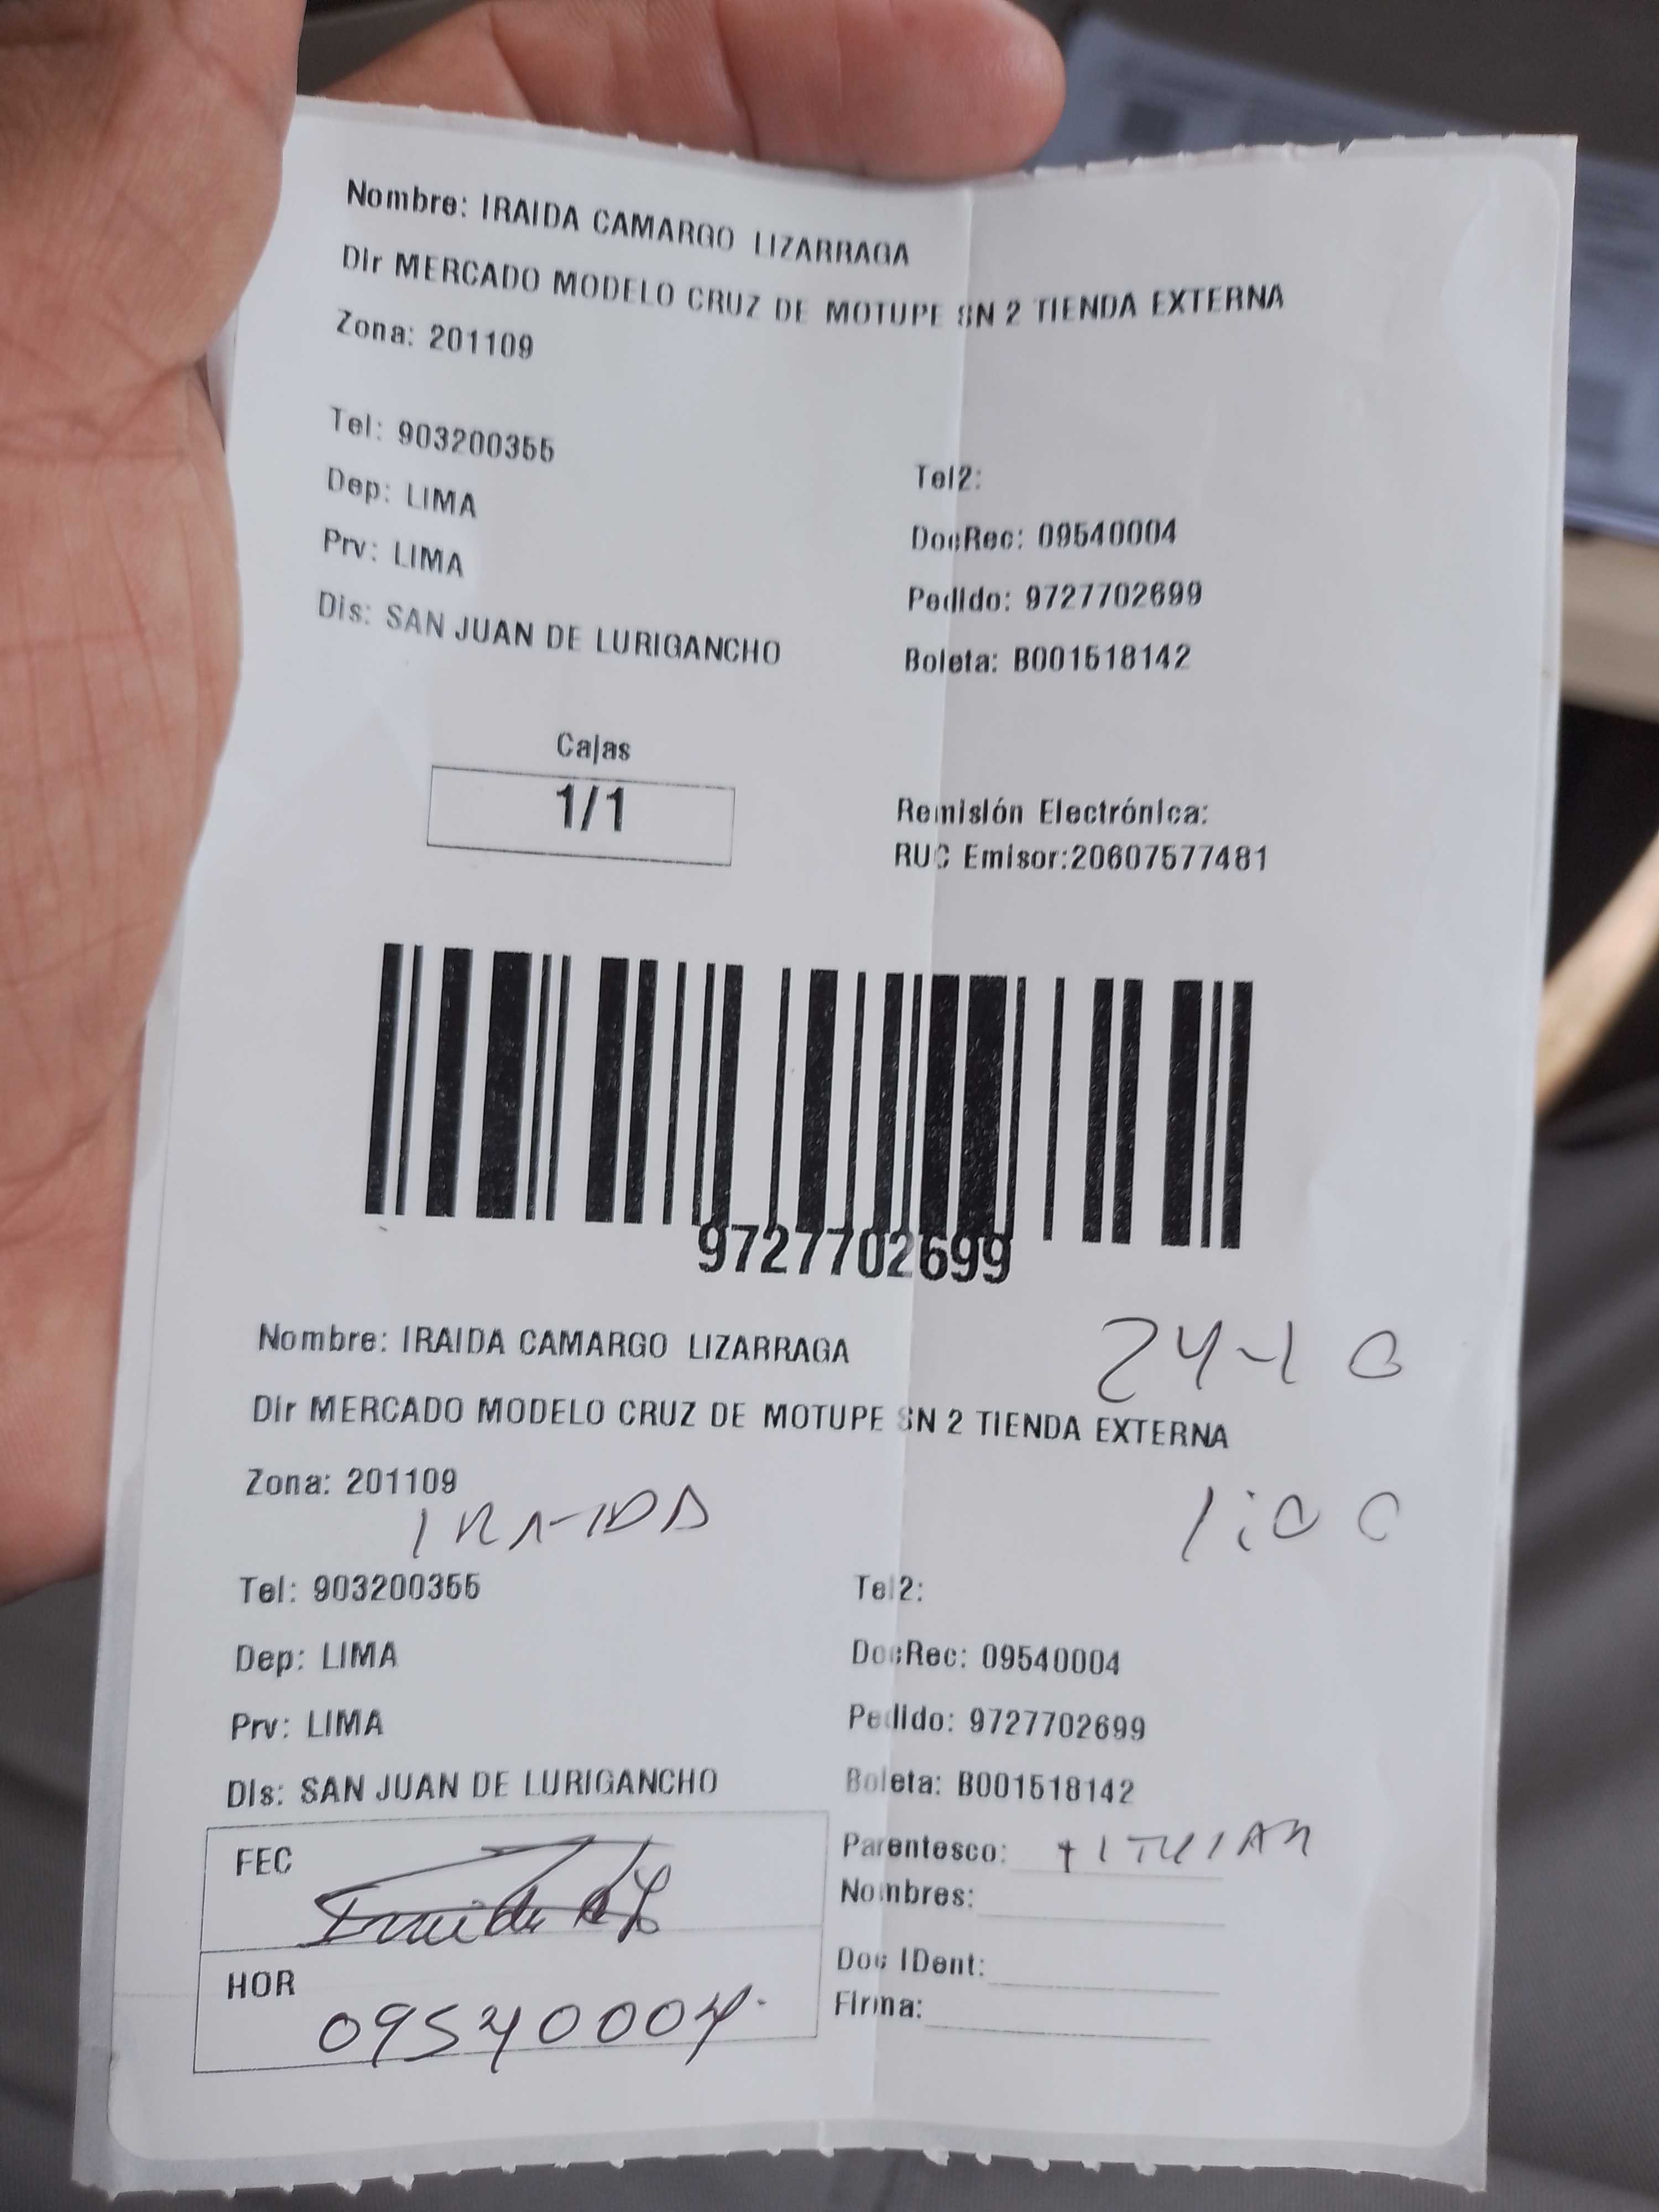 Nombre: IRAIDA CAMARGO LIZARRAGA
Dir MERCADO MODELO CRUZ DE MOTUPE SN 2 TIENDA EXTERNA
Zona: 201109
Tel: 903200355
Tel2:
Dep: LIMA
DocRec: 09540004
Prv: LIMA
Pedido: 9727702699
Dis: SAN JUAN DE LURIGANCHO
Boleta: B001518142
Cajas
1/1
Remisión Electrónica:
RUC Emisor:20607577481
9727702699
Nombre: IRAIDA CAMARGO LIZARRAGA
24-10
Dir MERCADO MODELO CRUZ DE MOTUPE SN 2 TIENDA EXTERNA
Zona: 201109
IRAIDA
1:00
Tel: 903200355
Tel2:
Dep: LIMA
DocRec: 09540004
Prv: LIMA
Pedido: 9727702699
Dis: SAN JUAN DE LURIGANCHO
Boleta: B001518142
FEC
Iraida
Parentesco: TITULAR
Nombres:
HOR
09540004
Doc IDent:
Firma: